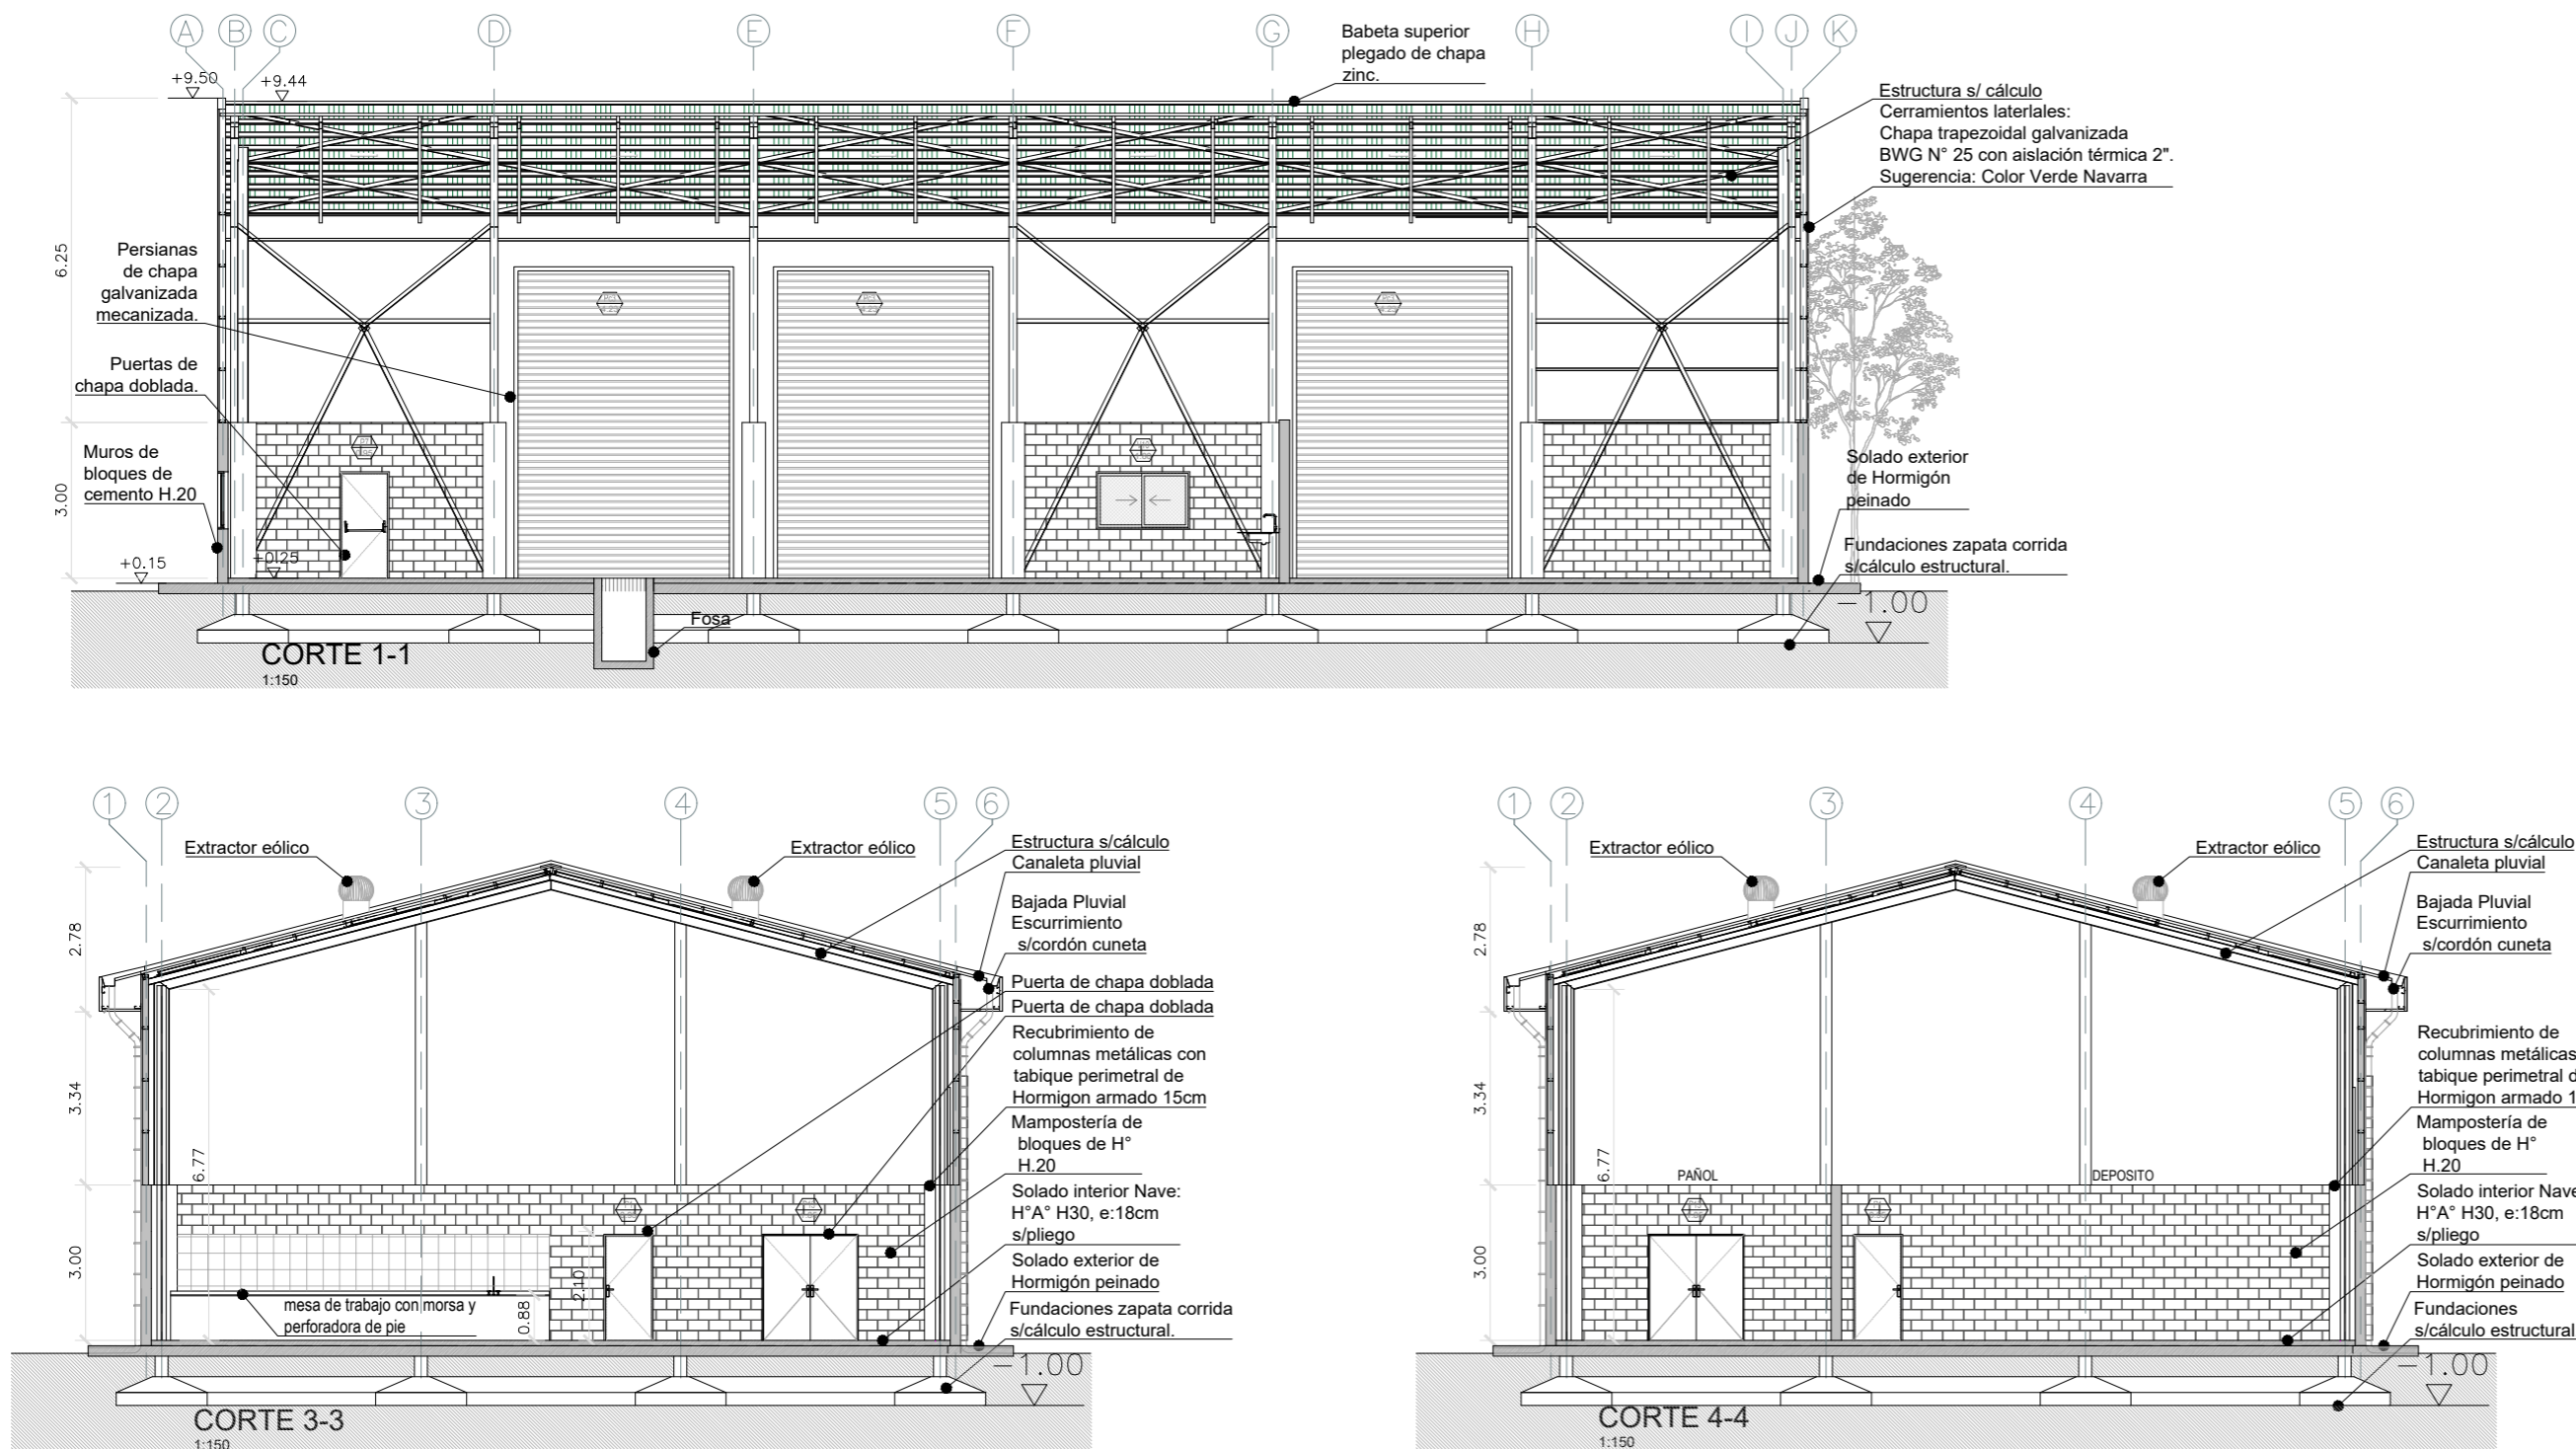 A
B
C
D
E
F
G
H
I
J
K
Babeta superior
plegado de chapa
zinc.
+9.50
+9.44
Estructura s/ cálculo
Cerramientos laterlales:
Chapa trapezoidal galvanizada
BWG N° 25 con aislación térmica 2".
Sugerencia: Color Verde Navarra
6.25
Persianas
de chapa
galvanizada
mecanizada.
Puertas de
chapa doblada.
Muros de
bloques de
cemento H.20
3.00
+0.15
+0.25
Solado exterior
de Hormigón
peinado
Fundaciones zapata corrida
s/cálculo estructural.
-1.00
Fosa
CORTE 1-1
1:150
1
2
3
4
5
6
Extractor eólico
Extractor eólico
Estructura s/cálculo
Canaleta pluvial
Bajada Pluvial
Escurrimiento
s/cordón cuneta
Puerta de chapa doblada
Puerta de chapa doblada
Recubrimiento de
columnas metálicas con
tabique perimetral de
Hormigon armado 15cm
Mampostería de
bloques de H°
H.20
Solado interior Nave:
H°A° H30, e:18cm
s/pliego
Solado exterior de
Hormigón peinado
Fundaciones zapata corrida
s/cálculo estructural.
2.78
3.34
3.00
6.77
2.10
0.88
mesa de trabajo con morsa y
perforadora de pie
-1.00
CORTE 3-3
1:150
1
2
3
4
5
6
Extractor eólico
Extractor eólico
Estructura s/cálculo
Canaleta pluvial
Bajada Pluvial
Escurrimiento
s/cordón cuneta
Recubrimiento de
columnas metálicas
tabique perimetral d
Hormigon armado 1
Mampostería de
bloques de H°
H.20
Solado interior Nave
H°A° H30, e:18cm
s/pliego
Solado exterior de
Hormigón peinado
Fundaciones
s/cálculo estructural
2.78
3.34
3.00
6.77
PAÑOL
DEPOSITO
-1.00
CORTE 4-4
1:150